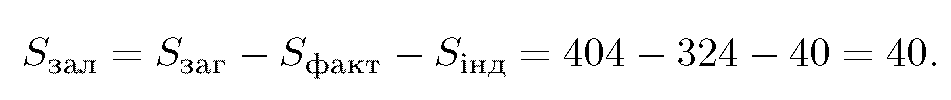 S_зал = S_заг − S_факт − S_інд = 404 − 324 − 40 = 40.